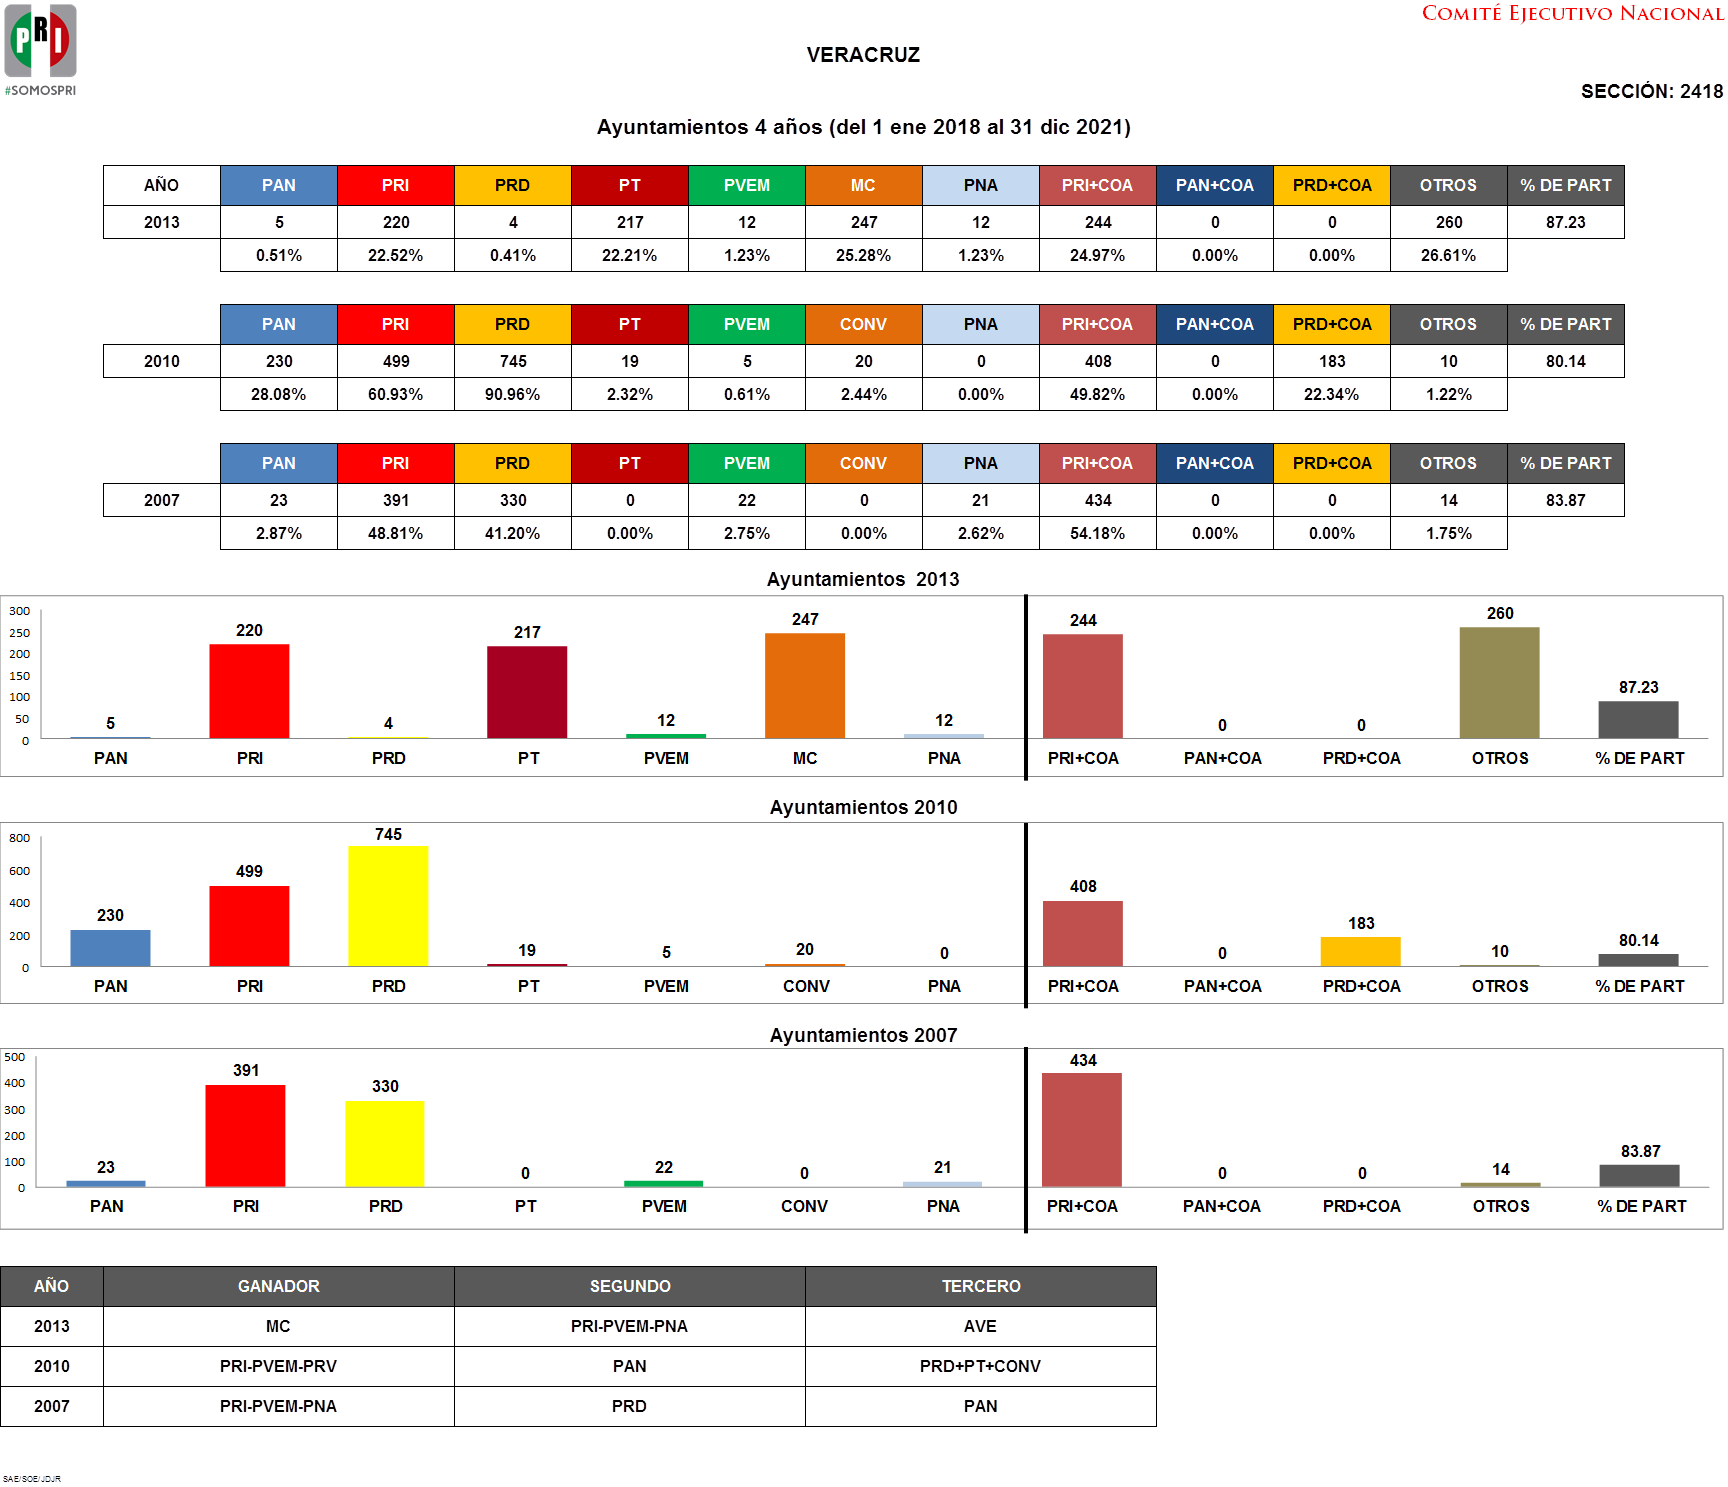 COMITÉ EJECUTIVO NACIONAL
PRI
#SOMOSPRI
VERACRUZ
SECCIÓN: 2418
Ayuntamientos 4 años (del 1 ene 2018 al 31 dic 2021)
AÑO PAN PRI PRD PT PVEM MC PNA PRI+COA PAN+COA PRD+COA OTROS % DE PART
2013 5 220 4 217 12 247 12 244 0 0 260 87.23
0.51% 22.52% 0.41% 22.21% 1.23% 25.28% 1.23% 24.97% 0.00% 0.00% 26.61%
PAN PRI PRD PT PVEM CONV PNA PRI+COA PAN+COA PRD+COA OTROS % DE PART
2010 230 499 745 19 5 20 0 408 0 183 10 80.14
28.08% 60.93% 90.96% 2.32% 0.61% 2.44% 0.00% 49.82% 0.00% 22.34% 1.22%
PAN PRI PRD PT PVEM CONV PNA PRI+COA PAN+COA PRD+COA OTROS % DE PART
2007 23 391 330 0 22 0 21 434 0 0 14 83.87
2.87% 48.81% 41.20% 0.00% 2.75% 0.00% 2.62% 54.18% 0.00% 0.00% 1.75%
Ayuntamientos 2013
300
250
200
150
100
50
0
5 220 4 217 12 247 12 244 0 0 260 87.23
PAN PRI PRD PT PVEM MC PNA PRI+COA PAN+COA PRD+COA OTROS % DE PART
Ayuntamientos 2010
800
600
400
200
0
230 499 745 19 5 20 0 408 0 183 10 80.14
PAN PRI PRD PT PVEM CONV PNA PRI+COA PAN+COA PRD+COA OTROS % DE PART
Ayuntamientos 2007
500
400
300
200
100
0
23 391 330 0 22 0 21 434 0 0 14 83.87
PAN PRI PRD PT PVEM CONV PNA PRI+COA PAN+COA PRD+COA OTROS % DE PART
AÑO GANADOR SEGUNDO TERCERO
2013 MC PRI-PVEM-PNA AVE
2010 PRI-PVEM-PRV PAN PRD+PT+CONV
2007 PRI-PVEM-PNA PRD PAN
SAE/SOE/JDJR